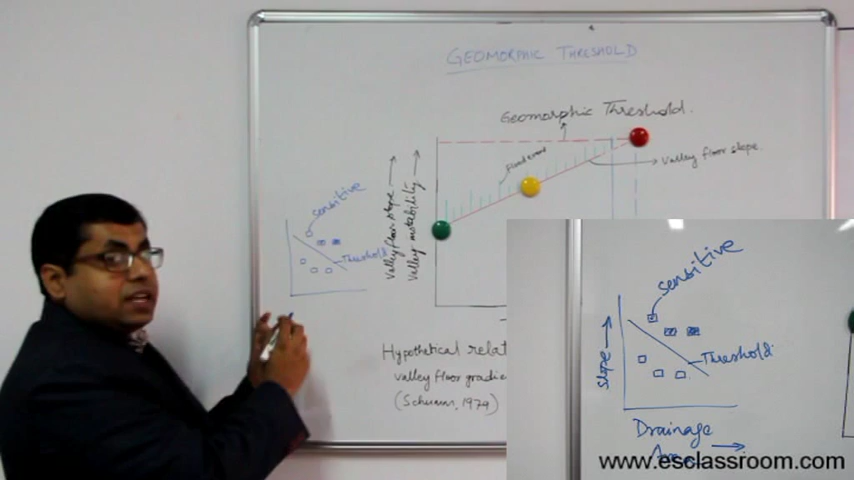 GEOMORPHIC THRESHOLD
Geomorphic Threshold.
Valley floor slope.
Valley floor slope
Valley instability
sensitive
Threshold
Hypothetical relat
valley floor gradie
(Schumm, 1979)
sensitive
slope
Threshold
Drainage
www.esclassroom.com